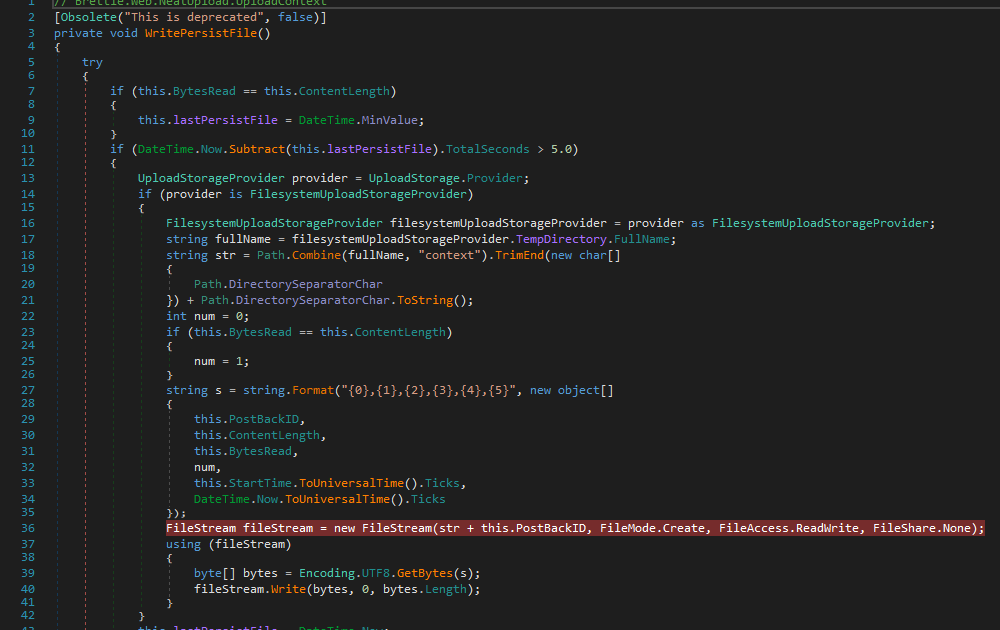 1 // Brettle.Web.NeatUpload.UploadContext
2 [Obsolete("This is deprecated", false)]
3 private void WritePersistFile()
4 {
5 try
6 {
7 if (this.BytesRead == this.ContentLength)
8 {
9 this.lastPersistFile = DateTime.MinValue;
10 }
11 if (DateTime.Now.Subtract(this.lastPersistFile).TotalSeconds > 5.0)
12 {
13 UploadStorageProvider provider = UploadStorage.Provider;
14 if (provider is FilesystemUploadStorageProvider)
15 {
16 FilesystemUploadStorageProvider filesystemUploadStorageProvider = provider as FilesystemUploadStorageProvider;
17 string fullName = filesystemUploadStorageProvider.TempDirectory.FullName;
18 string str = Path.Combine(fullName, "context").TrimEnd(new char[]
19 {
20 Path.DirectorySeparatorChar
21 }) + Path.DirectorySeparatorChar.ToString();
22 int num = 0;
23 if (this.BytesRead == this.ContentLength)
24 {
25 num = 1;
26 }
27 string s = string.Format("{0},{1},{2},{3},{4},{5}", new object[]
28 {
29 this.PostBackID,
30 this.ContentLength,
31 this.BytesRead,
32 num,
33 this.StartTime.ToUniversalTime().Ticks,
34 DateTime.Now.ToUniversalTime().Ticks
35 });
36 FileStream fileStream = new FileStream(str + this.PostBackID, FileMode.Create, FileAccess.ReadWrite, FileShare.None);
37 using (fileStream)
38 {
39 byte[] bytes = Encoding.UTF8.GetBytes(s);
40 fileStream.Write(bytes, 0, bytes.Length);
41 }
42 }
43 this.lastPersistFile = DateTime.Now;